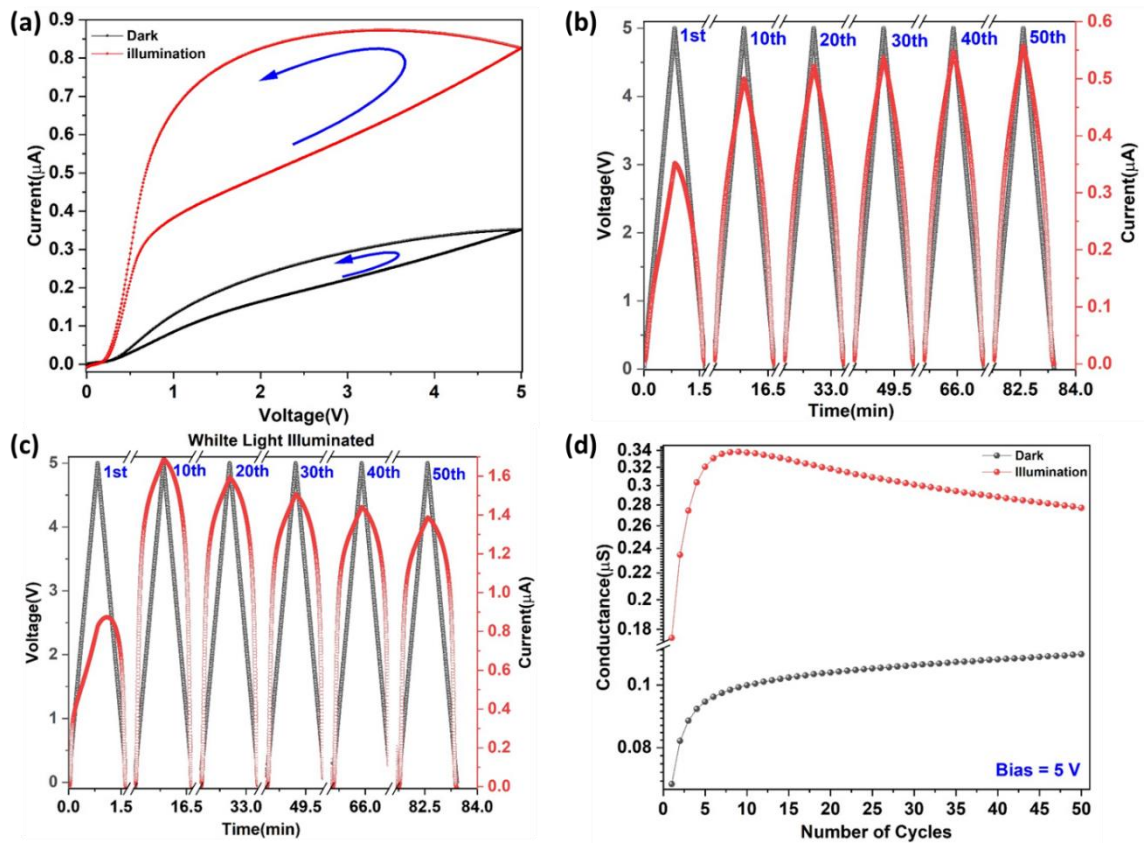 (a)
Dark
illumination
Current(μA)
0.9
0.8
0.7
0.6
0.5
0.4
0.3
0.2
0.1
0.0
0 1 2 3 4 5
Voltage(V)
(b)
1st 10th 20th 30th 40th 50th
Voltage(V)
5
4
3
2
1
0
Current(μA)
0.6
0.5
0.4
0.3
0.2
0.1
0.0
0.0 1.5 16.5 33.0 49.5 66.0 82.5 84.0
Time(min)
(c)
Whilte Light Illuminated
1st 10th 20th 30th 40th 50th
Voltage(V)
5
4
3
2
1
0
Current(μA)
1.6
1.4
1.2
1.0
0.8
0.6
0.4
0.2
0.0
0.0 1.5 16.5 33.0 49.5 66.0 82.5 84.0
Time(min)
(d)
Dark
Illumination
Conductance(μS)
0.34
0.32
0.30
0.28
0.26
0.24
0.22
0.20
0.18
0.1
0.08
Bias = 5 V
0 5 10 15 20 25 30 35 40 45 50
Number of Cycles